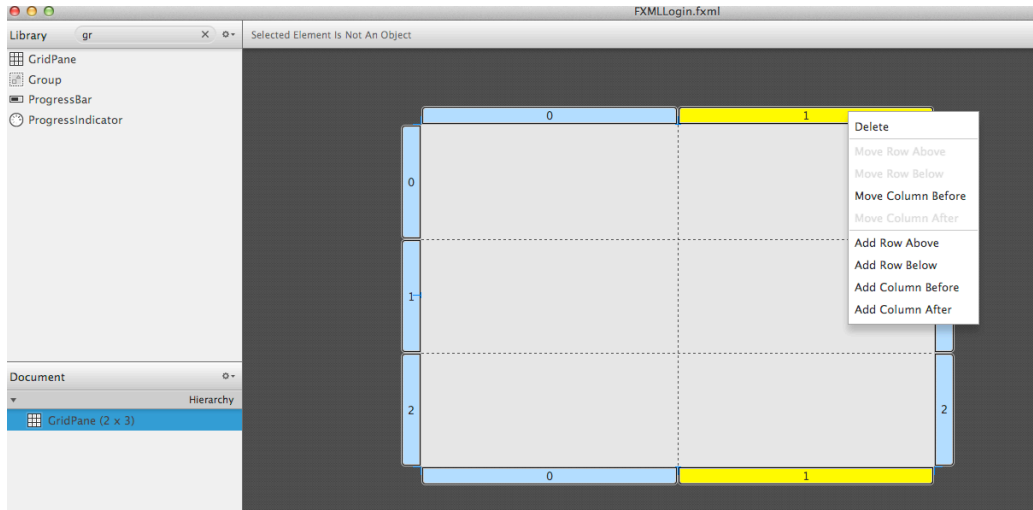 FXMLLogin.fxml
Library gr
Selected Element Is Not An Object
GridPane
Group
ProgressBar
ProgressIndicator
0 1
0
1
2
2
0 1
Delete
Move Row Above
Move Row Below
Move Column Before
Move Column After
Add Row Above
Add Row Below
Add Column Before
Add Column After
Document
Hierarchy
GridPane (2 x 3)